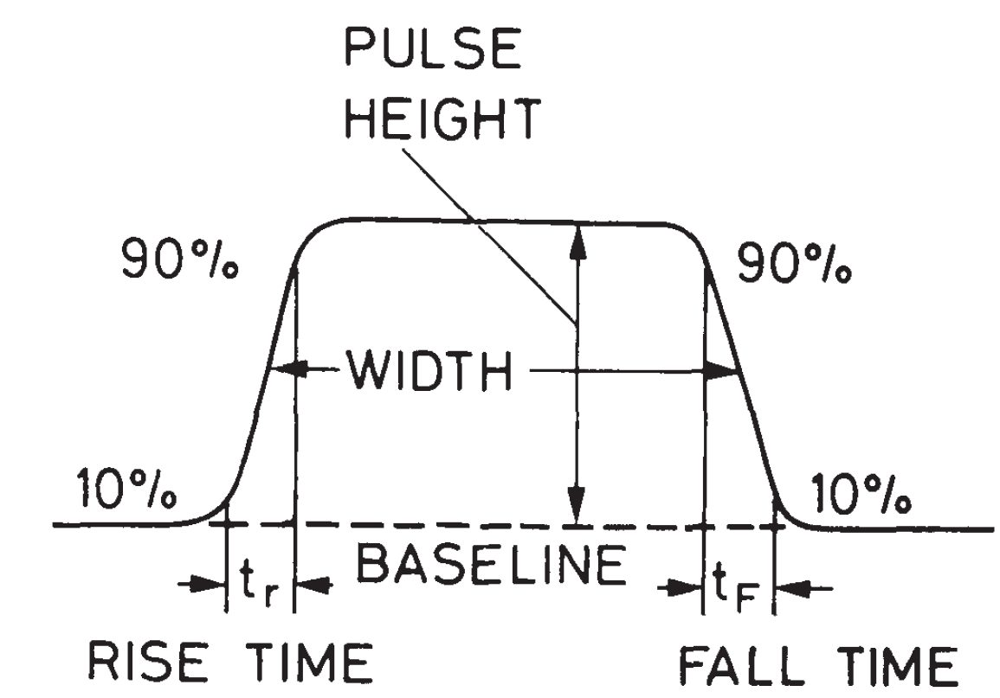 PULSE
HEIGHT
90%
90%
WIDTH
10%
10%
BASELINE
tr
tF
RISE TIME
FALL TIME